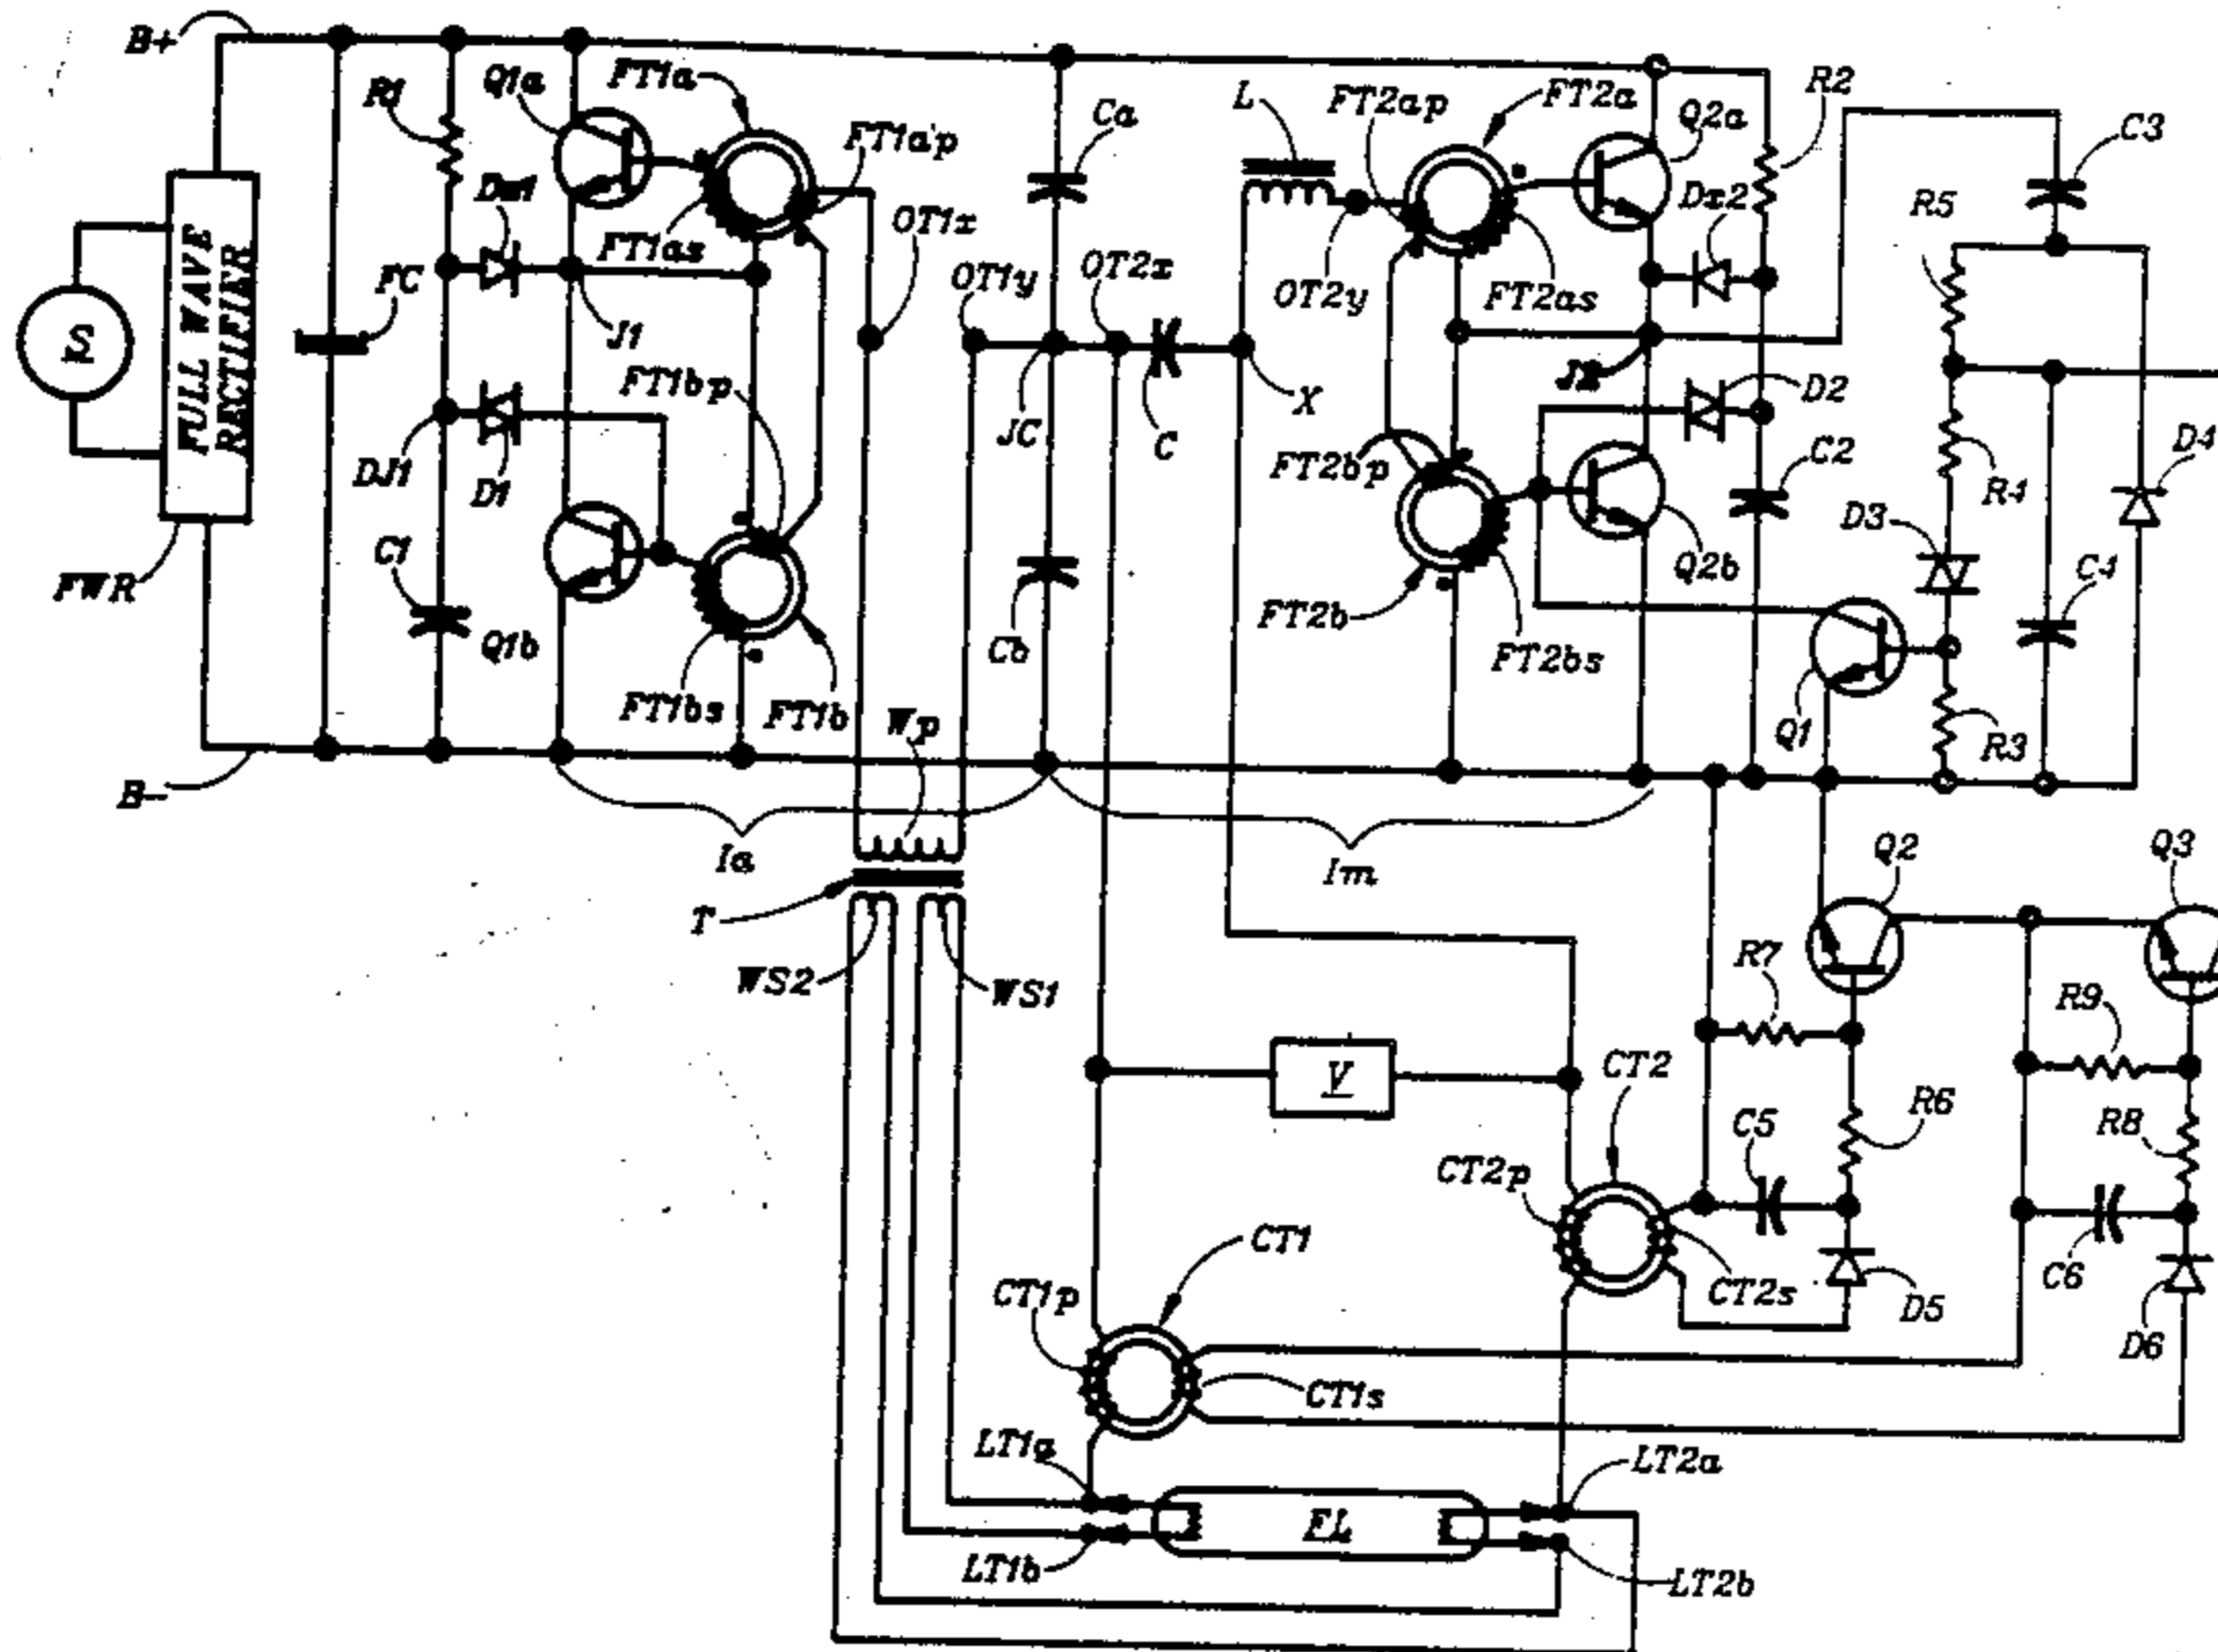 B+
R1
Q1a
FT1a
FT1a'p
Ca
L
FT2ap
FT2a
Q2a
R2
C3
FULL WAVE
RECTIFIER
S
FC
FT1as
OT1x
OT1y
OT2x
OT2y
FT2as
Dx2
R5
J1
FT1bp
JC
C
X
D2
DJ1
D1
FT2bp
C2
R4
D4
D3
C4
FWR
C1
Q1b
Cb
FT2b
Q2b
FT2bs
FT1bs
FT1b
Wp
Q1
R3
B-
Ia
Im
Q2
Q3
T
WS2
WS1
R7
R9
V
CT2
C5
R6
R8
CT2p
CT1
CT2s
D5
C6
D6
CT1p
CT1s
LT1a
LT2a
FL
LT1b
LT2b